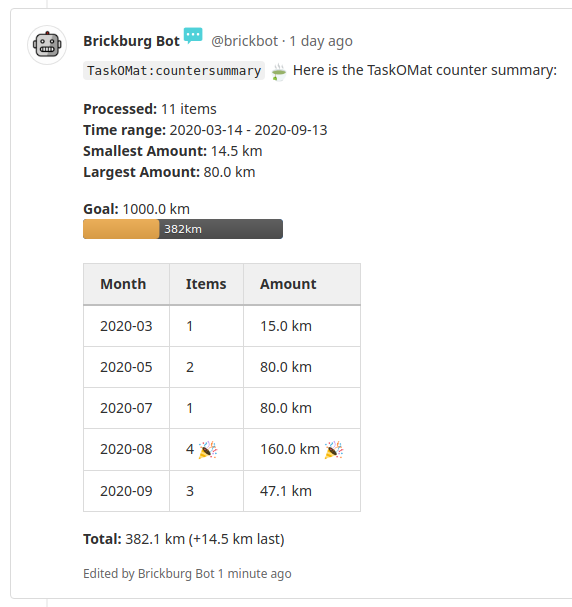 Brickburg Bot @brickbot · 1 day ago
TaskOMat:countersummary Here is the TaskOMat counter summary:
Processed: 11 items
Time range: 2020-03-14 - 2020-09-13
Smallest Amount: 14.5 km
Largest Amount: 80.0 km
Goal: 1000.0 km
382km
Month Items Amount
2020-03 1 15.0 km
2020-05 2 80.0 km
2020-07 1 80.0 km
2020-08 4 160.0 km
2020-09 3 47.1 km
Total: 382.1 km (+14.5 km last)
Edited by Brickburg Bot 1 minute ago